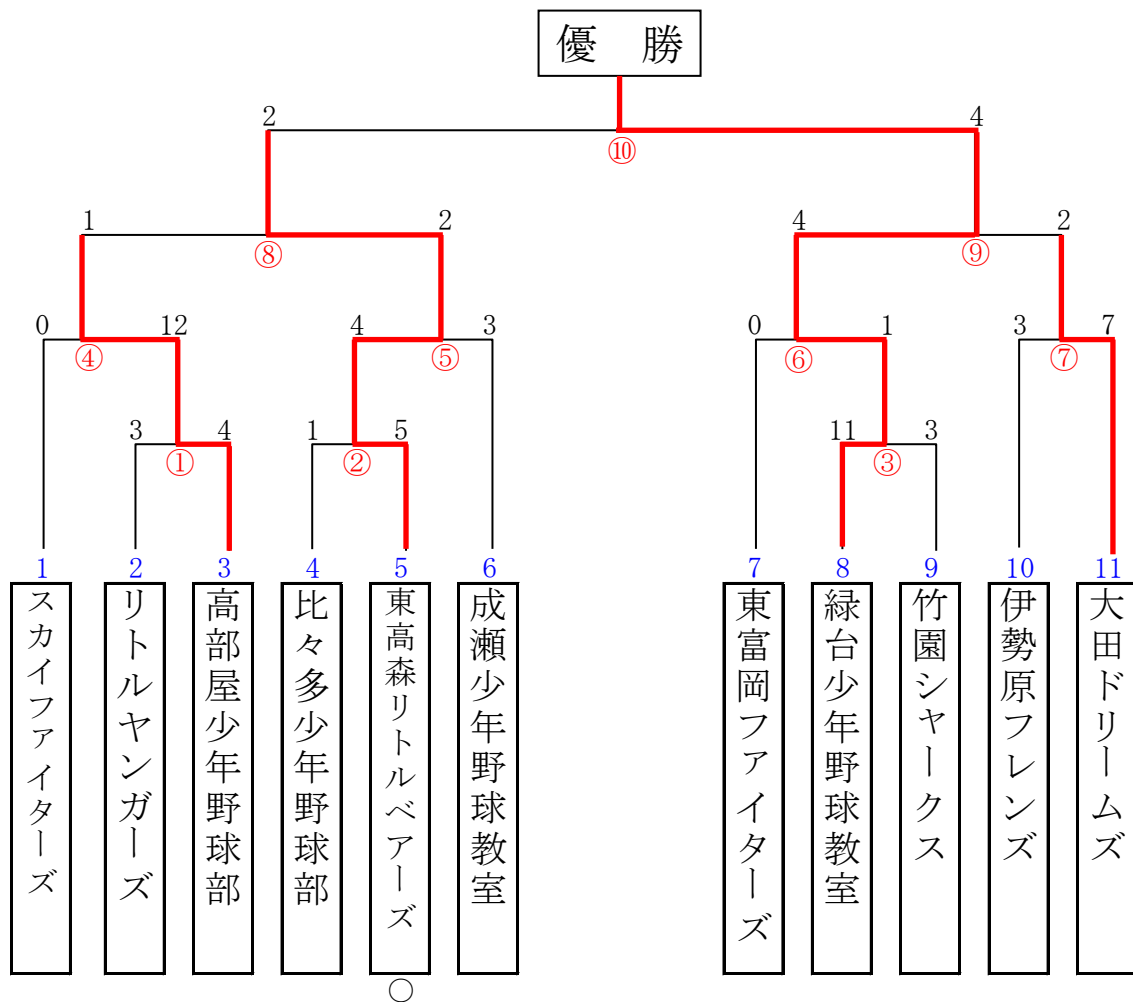 優 勝
2 4
⑩
1 2 4 2
⑧ ⑨
0 12 4 3 0 1 3 7
④ ⑤ ⑥ ⑦
3 4 1 5 11 3
① ② ③
1 2 3 4 5 6 7 8 9 10 11
スカイファイターズ
リトルヤンガーズ
高部屋少年野球部
比々多少年野球部
東高森リトルベアーズ
成瀬少年野球教室
東富岡ファイターズ
緑台少年野球教室
竹園シャークス
伊勢原フレンズ
大田ドリームズ
○